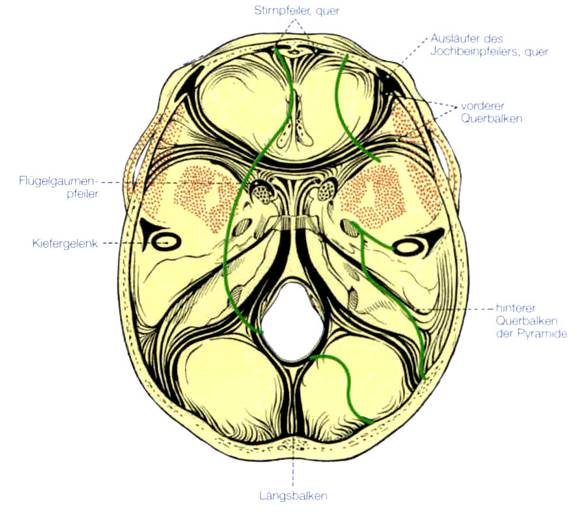 Stirnpfeiler, quer
Ausläufer des
Jochbeinpfeilers, quer
vorderer
Querbalken
Flügelgaumen-
pfeiler
Kiefergelenk
hinterer
Querbalken
der Pyramide
Längsbalken